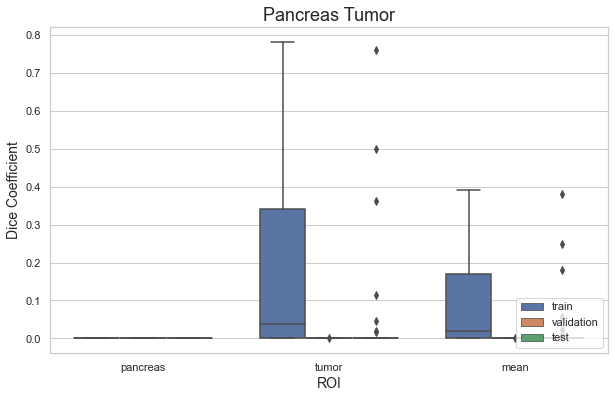 Pancreas Tumor
Dice Coefficient
0.8
0.7
0.6
0.5
0.4
0.3
0.2
0.1
0.0
train
validation
test
pancreas
tumor
mean
ROI